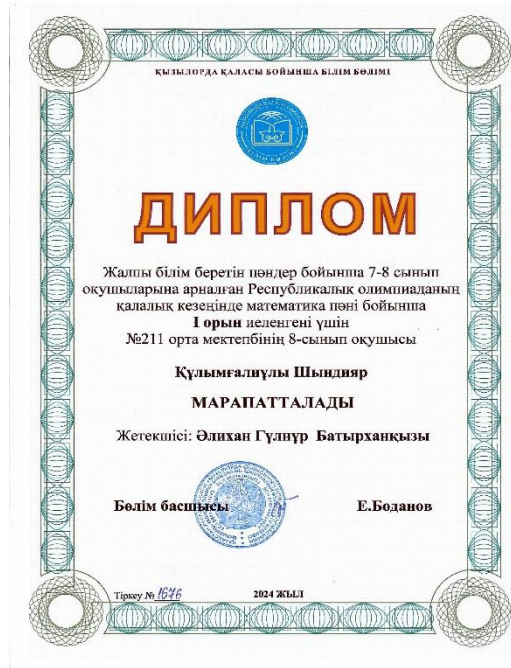 ҚЫЗЫЛОРДА ҚАЛАСЫ БОЙЫНША БІЛІМ БӨЛІМІ
ДИПЛОМ
Жалпы білім беретін пәндер бойынша 7-8 сынып
оқушыларына арналған Республикалық олимпиаданың
қалалық кезеңінде математика пәні бойынша
I орын иеленгені үшін
№211 орта мектебінің 8-сынып оқушысы
Құлымғалиұлы Шындияр
МАРАПАТТАЛАДЫ
Жетекшісі: Әлихан Гүлнұр Батырханқызы
Бөлім басшысы Е.Боданов
Тіркеу № 1676 2024 ЖЫЛ